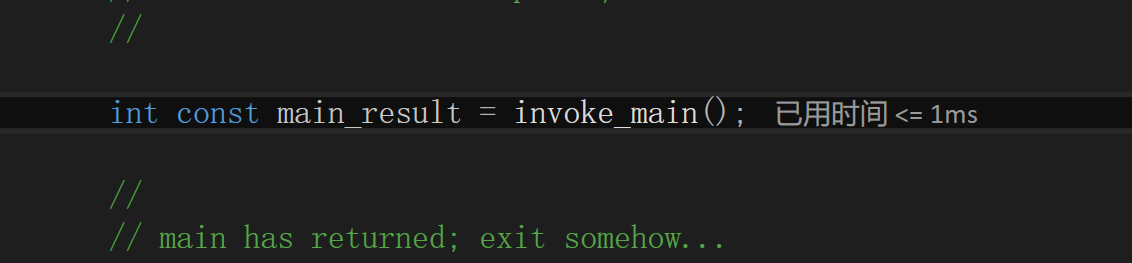 //
int const main_result = invoke_main(); 已用时间 <= 1ms
//
// main has returned; exit somehow...